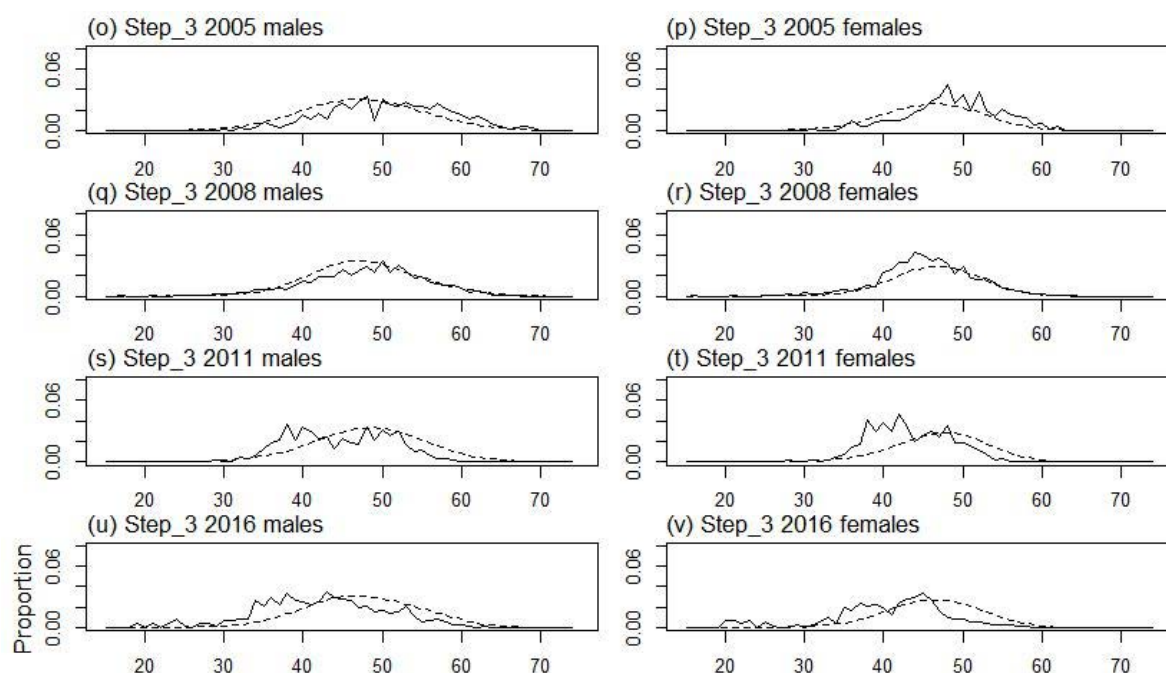 (o) Step_3 2005 males
(p) Step_3 2005 females
0.00 0.06
0.00 0.06
20 30 40 50 60 70
20 30 40 50 60 70
(q) Step_3 2008 males
(r) Step_3 2008 females
0.00 0.06
0.00 0.06
20 30 40 50 60 70
20 30 40 50 60 70
(s) Step_3 2011 males
(t) Step_3 2011 females
0.00 0.06
0.00 0.06
20 30 40 50 60 70
20 30 40 50 60 70
(u) Step_3 2016 males
(v) Step_3 2016 females
Proportion
0.00 0.06
0.00 0.06
20 30 40 50 60 70
20 30 40 50 60 70